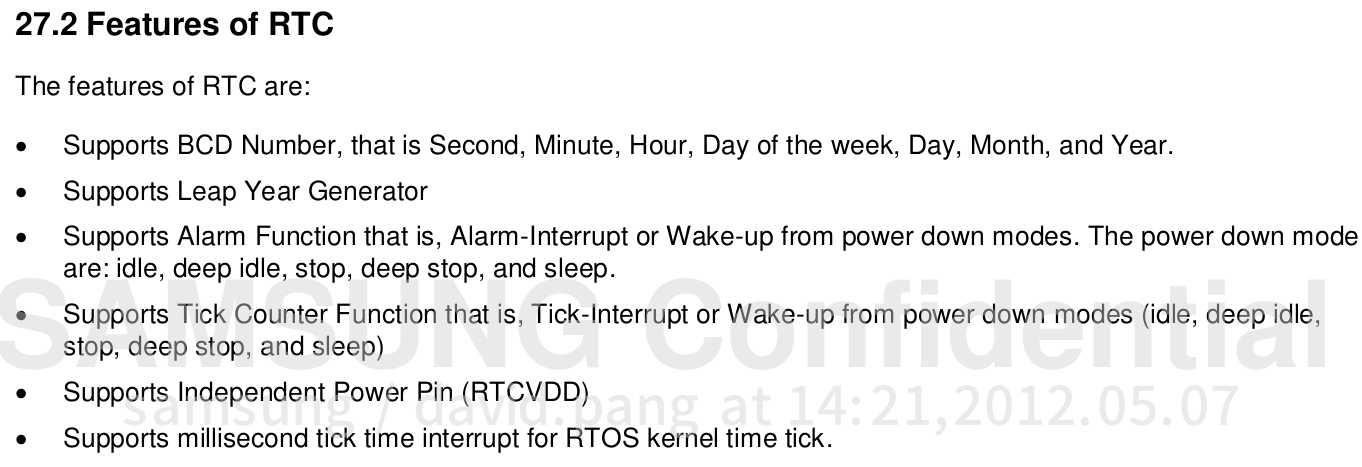 27.2 Features of RTC
The features of RTC are:
• Supports BCD Number, that is Second, Minute, Hour, Day of the week, Day, Month, and Year.
• Supports Leap Year Generator
• Supports Alarm Function that is, Alarm-Interrupt or Wake-up from power down modes. The power down mode
are: idle, deep idle, stop, deep stop, and sleep.
• Supports Tick Counter Function that is, Tick-Interrupt or Wake-up from power down modes (idle, deep idle,
stop, deep stop, and sleep)
SAMSUNG Confidential
• Supports Independent Power Pin (RTCVDD)
samsung / david.pang at 14:21,2012.05.07
• Supports millisecond tick time interrupt for RTOS kernel time tick.